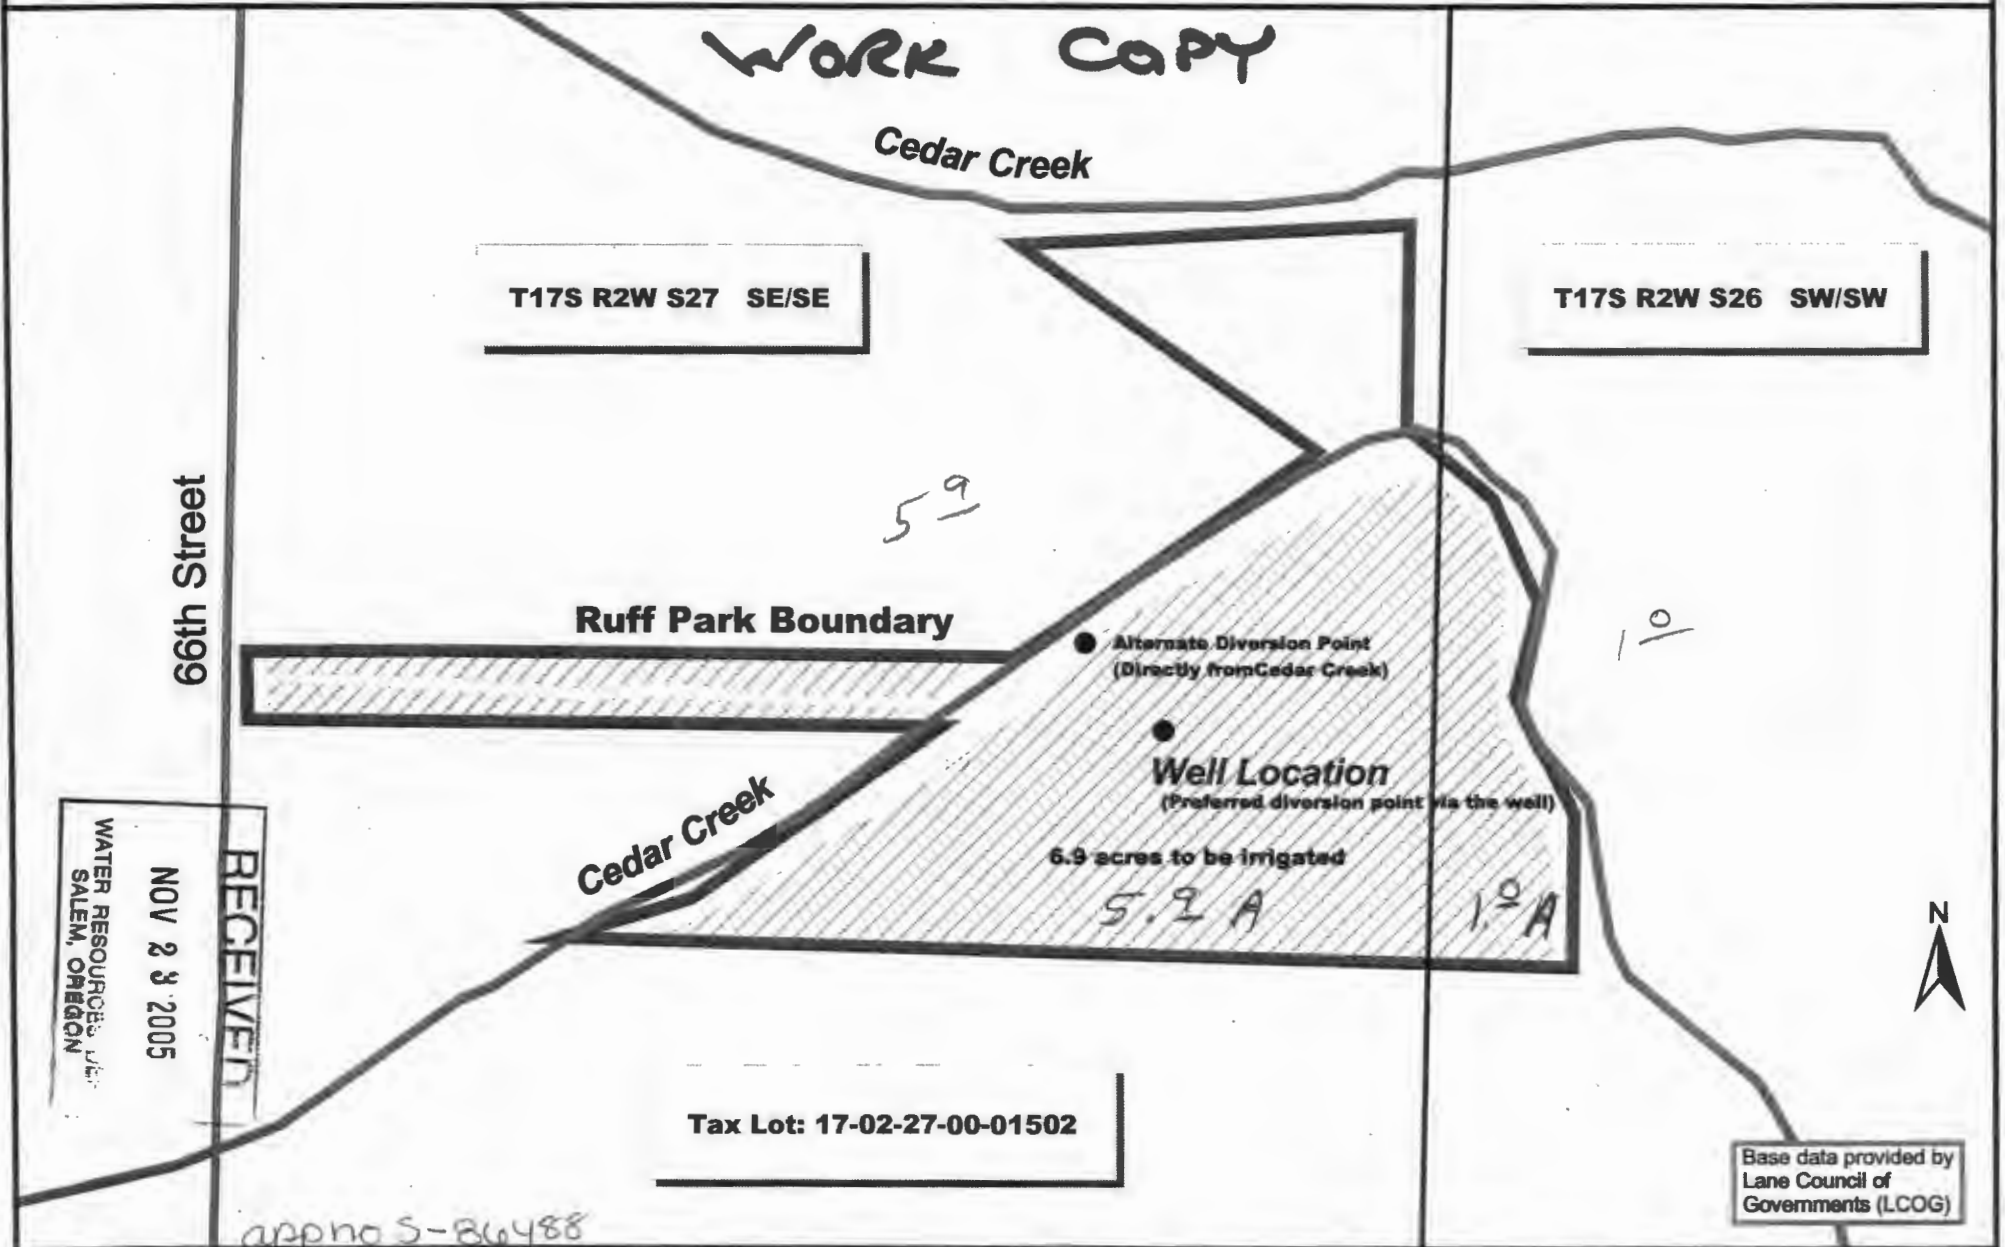 WORK COPY
Cedar Creek
T17S R2W S27 SE/SE
T17S R2W S26 SW/SW
5 9
66th Street
Ruff Park Boundary
1 0
Alternate Diversion Point
(Directly fromCedar Creek)
Well Location
(Preferred diversion point via the well)
Cedar Creek
6.9 acres to be irrigated
5.9 A
1.0 A
RECEIVED
NOV 23 2005
WATER RESOURCES
SALEM, OREGON
N
Tax Lot: 17-02-27-00-01502
Base data provided by
Lane Council of
Governments (LCOG)
appno S-86488